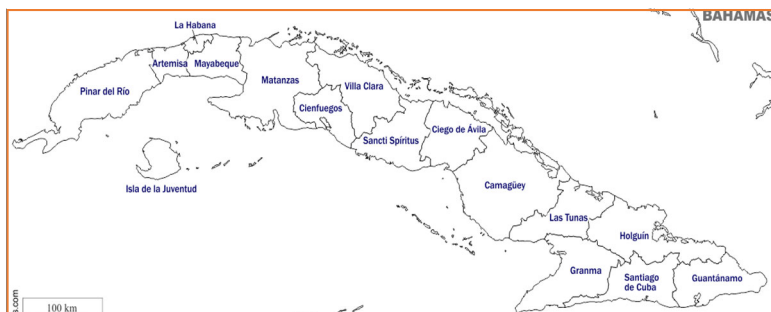 BAHAMAS
La Habana
Artemisa
Mayabeque
Pinar del Río
Matanzas
Villa Clara
Cienfuegos
Ciego de Ávila
Sancti Spíritus
Isla de la Juventud
Camagüey
Las Tunas
Holguín
Granma
Santiago
de Cuba
Guantánamo
s.com
100 km